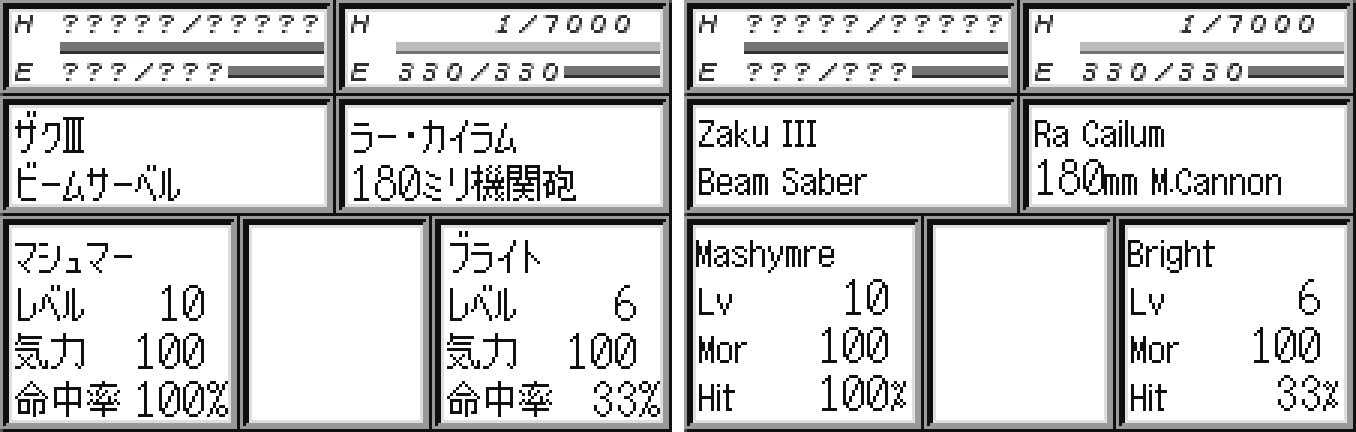 H ?????/?????
E ???/???
H 1/7000
E 330/330
ザクⅢ
ビームサーベル
ラー・カイラム
180ミリ機関砲
マシュマー
レベル 10
気力 100
命中率 100%
ブライト
レベル 6
気力 100
命中率 33%
H ?????/?????
E ???/???
H 1/7000
E 330/330
Zaku III
Beam Saber
Ra Cailum
180mm M.Cannon
Mashymre
Lv 10
Mor 100
Hit 100%
Bright
Lv 6
Mor 100
Hit 33%